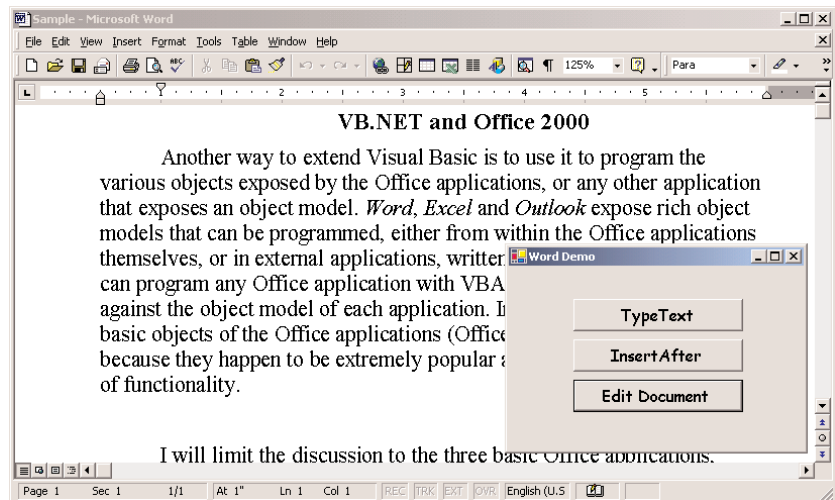 Sample - Microsoft Word
File Edit View Insert Format Tools Table Window Help
125% Para
2 3 4 5
VB.NET and Office 2000
Another way to extend Visual Basic is to use it to program the
various objects exposed by the Office applications, or any other application
that exposes an object model. Word, Excel and Outlook expose rich object
models that can be programmed, either from within the Office applications
themselves, or in external applications, written
can program any Office application with VBA
against the object model of each application. I
basic objects of the Office applications (Office
because they happen to be extremely popular a
of functionality.
I will limit the discussion to the three basic Office applications.
Word Demo
TypeText
InsertAfter
Edit Document
Page 1 Sec 1 1/1 At 1" Ln 1 Col 1 REC TRK EXT OVR English (U.S